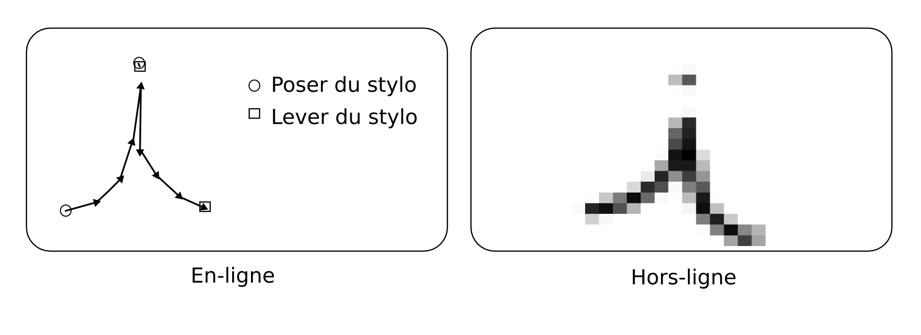 Poser du stylo
Lever du stylo
En-ligne
Hors-ligne